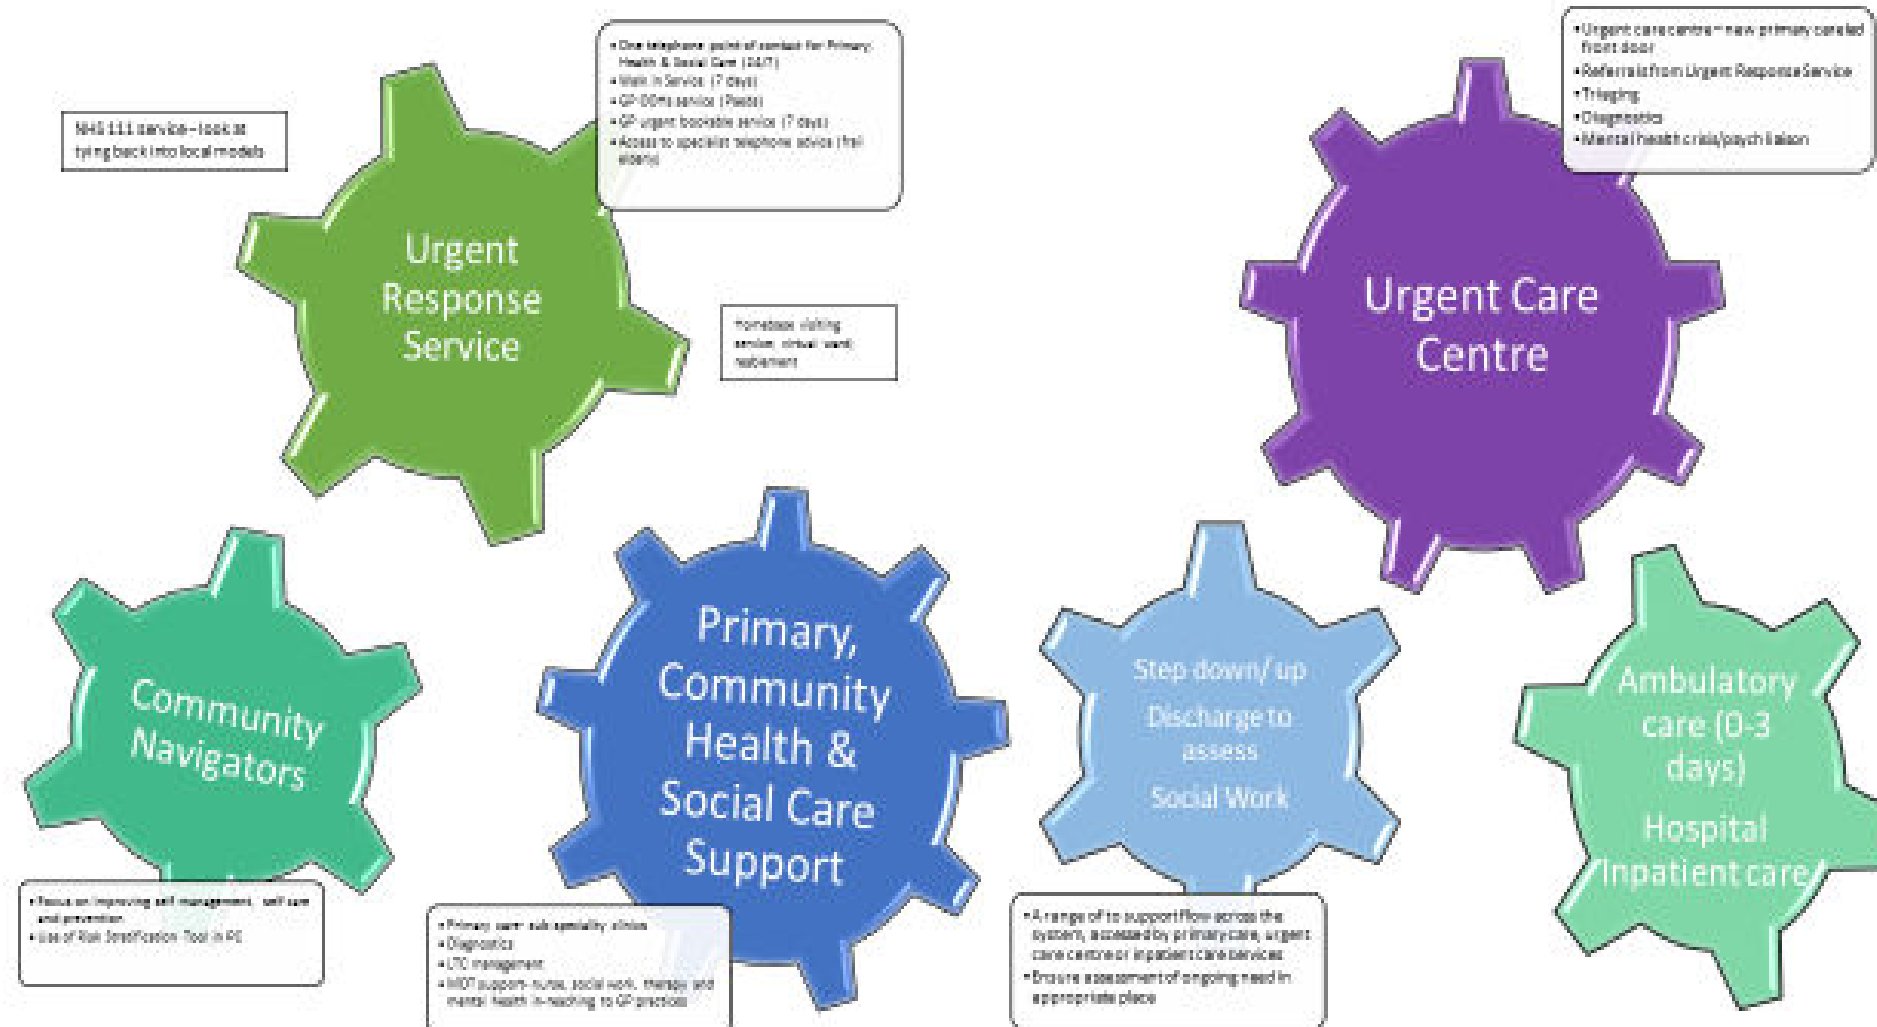 NHS 111 service – look at
tying back into local models
Urgent
Response
Service
• One telephone point of contact for Primary,
Health & Social Care (24/7)
• Walk in Service (7 days)
• GP OOHs service
• GP urgent bookable service (7 days)
• Access to specialist telephone advice (frail
elderly)
visiting
service, virtual ward,
reablement
Urgent Care
Centre
• Urgent care centre – new primary care led
front door
• Referrals from Urgent Response Service
• Triaging
• Diagnostics
• Mental health crisis/psych liaison
Community
Navigators
• Focus on improving self management, self care
and prevention
• Use of Risk Stratification Tool in PC
Primary,
Community
Health &
Social Care
Support
• Primary care sub speciality clinics
• Diagnostics
• LTC management
• MDT support- nurse, social work, therapy and
mental health in-reaching to GP practices
Step down/ up
Discharge to
assess
Social Work
• A range of to support flow across the
system, accessed by primary care, urgent
care centre or inpatient care services
• Ensure assessment of ongoing need in
appropriate place
Ambulatory
care (0-3
days)
Hospital
Inpatient care